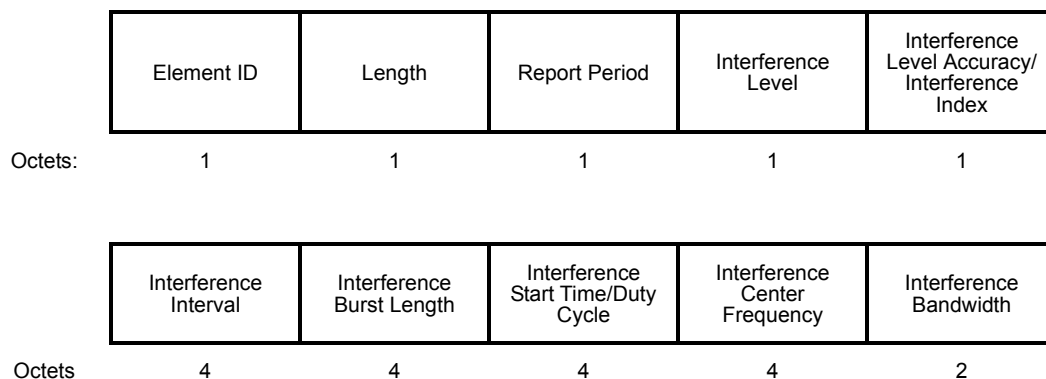 Element ID
Length
Report Period
Interference
Level
Interference
Level Accuracy/
Interference
Index
Octets: 1 1 1 1 1
Interference
Interval
Interference
Burst Length
Interference
Start Time/Duty
Cycle
Interference
Center
Frequency
Interference
Bandwidth
Octets 4 4 4 4 2